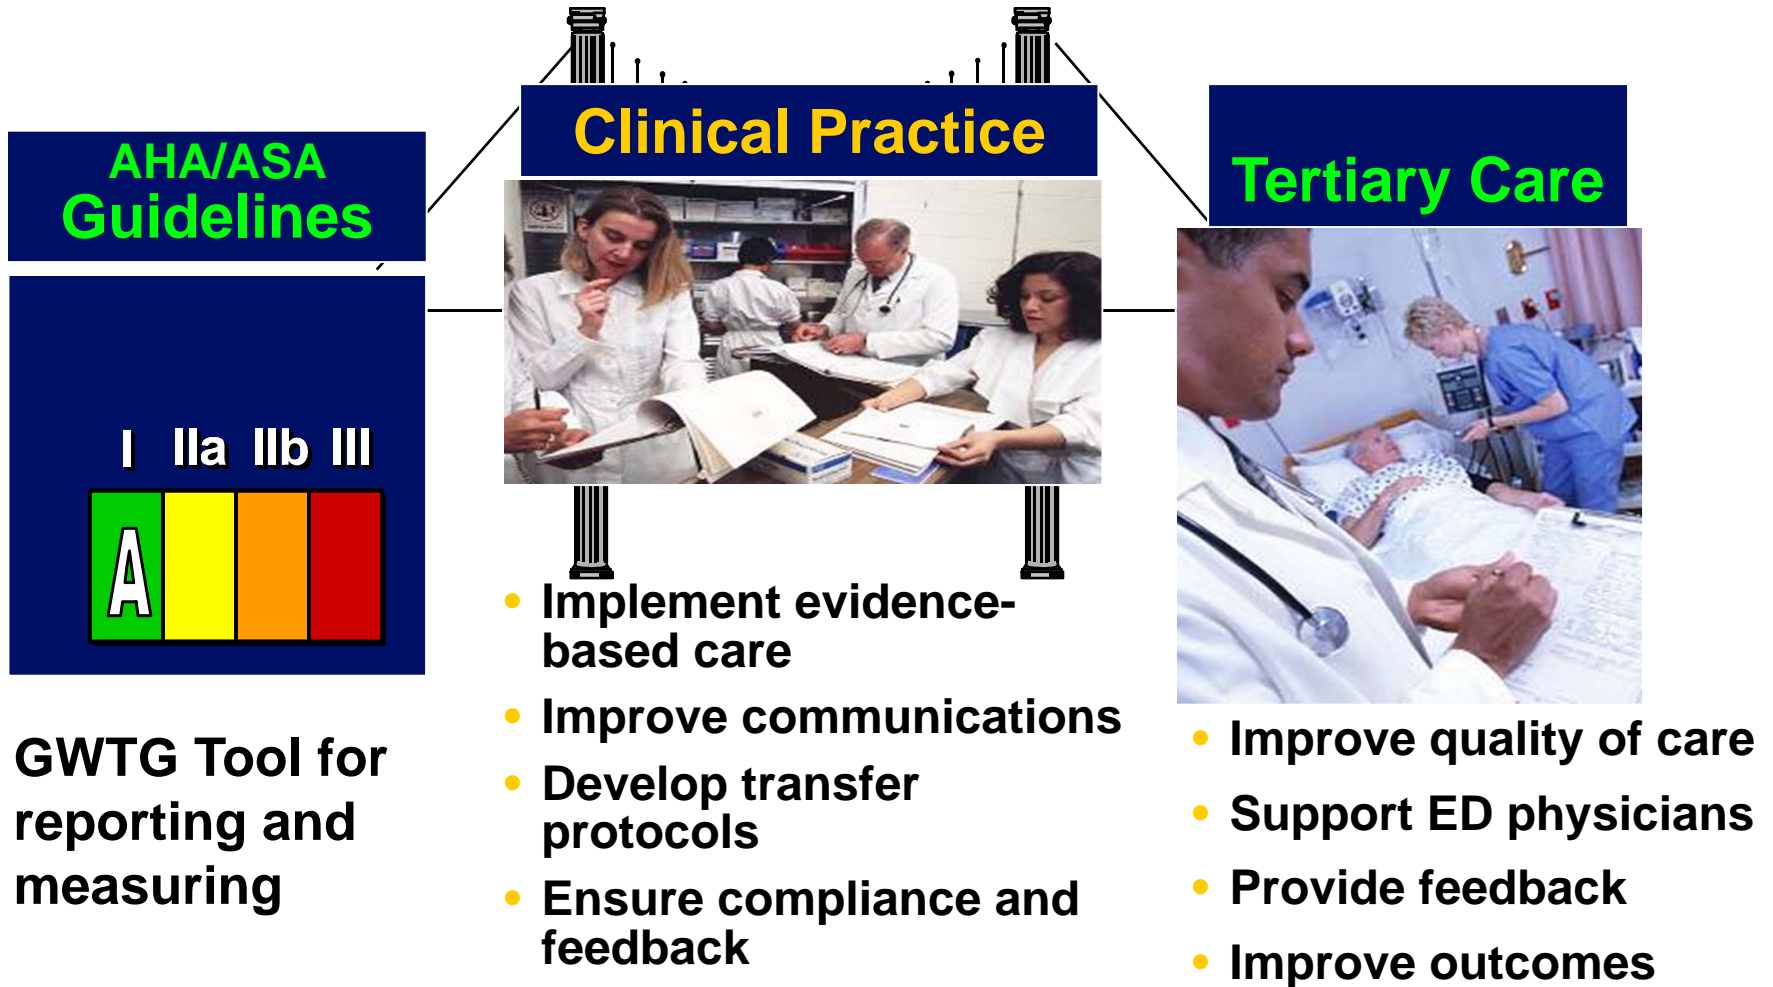 AHA/ASA
Guidelines
I IIa IIb III
A
GWTG Tool for
reporting and
measuring
Clinical Practice
• Implement evidence-
based care
• Improve communications
• Develop transfer
protocols
• Ensure compliance and
feedback
Tertiary Care
• Improve quality of care
• Support ED physicians
• Provide feedback
• Improve outcomes